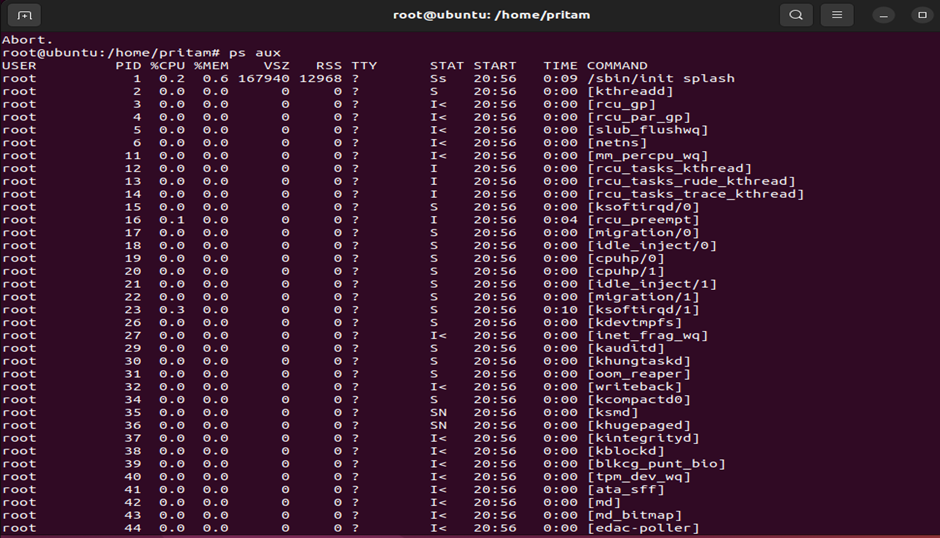 root@ubuntu: /home/pritam
Abort.
root@ubuntu:/home/pritam# ps aux
USER PID %CPU %MEM VSZ RSS TTY STAT START TIME COMMAND
root 1 0.2 0.6 167940 12968 ? Ss 20:56 0:09 /sbin/init splash
root 2 0.0 0.0 0 0 ? S 20:56 0:00 [kthreadd]
root 3 0.0 0.0 0 0 ? I< 20:56 0:00 [rcu_gp]
root 4 0.0 0.0 0 0 ? I< 20:56 0:00 [rcu_par_gp]
root 5 0.0 0.0 0 0 ? I< 20:56 0:00 [slub_flushwq]
root 6 0.0 0.0 0 0 ? I< 20:56 0:00 [netns]
root 11 0.0 0.0 0 0 ? I< 20:56 0:00 [mm_percpu_wq]
root 12 0.0 0.0 0 0 ? I 20:56 0:00 [rcu_tasks_kthread]
root 13 0.0 0.0 0 0 ? I 20:56 0:00 [rcu_tasks_rude_kthread]
root 14 0.0 0.0 0 0 ? I 20:56 0:00 [rcu_tasks_trace_kthread]
root 15 0.0 0.0 0 0 ? S 20:56 0:00 [ksoftirqd/0]
root 16 0.1 0.0 0 0 ? I 20:56 0:04 [rcu_preempt]
root 17 0.0 0.0 0 0 ? S 20:56 0:00 [migration/0]
root 18 0.0 0.0 0 0 ? S 20:56 0:00 [idle_inject/0]
root 19 0.0 0.0 0 0 ? S 20:56 0:00 [cpuhp/0]
root 20 0.0 0.0 0 0 ? S 20:56 0:00 [cpuhp/1]
root 21 0.0 0.0 0 0 ? S 20:56 0:00 [idle_inject/1]
root 22 0.0 0.0 0 0 ? S 20:56 0:00 [migration/1]
root 23 0.3 0.0 0 0 ? S 20:56 0:10 [ksoftirqd/1]
root 26 0.0 0.0 0 0 ? S 20:56 0:00 [kdevtmpfs]
root 27 0.0 0.0 0 0 ? I< 20:56 0:00 [inet_frag_wq]
root 29 0.0 0.0 0 0 ? S 20:56 0:00 [kauditd]
root 30 0.0 0.0 0 0 ? S 20:56 0:00 [khungtaskd]
root 31 0.0 0.0 0 0 ? S 20:56 0:00 [oom_reaper]
root 32 0.0 0.0 0 0 ? I< 20:56 0:00 [writeback]
root 34 0.0 0.0 0 0 ? S 20:56 0:00 [kcompactd0]
root 35 0.0 0.0 0 0 ? SN 20:56 0:00 [ksmd]
root 36 0.0 0.0 0 0 ? SN 20:56 0:00 [khugepaged]
root 37 0.0 0.0 0 0 ? I< 20:56 0:00 [kintegrityd]
root 38 0.0 0.0 0 0 ? I< 20:56 0:00 [kblockd]
root 39 0.0 0.0 0 0 ? I< 20:56 0:00 [blkcg_punt_bio]
root 40 0.0 0.0 0 0 ? I< 20:56 0:00 [tpm_dev_wq]
root 41 0.0 0.0 0 0 ? I< 20:56 0:00 [ata_sff]
root 42 0.0 0.0 0 0 ? I< 20:56 0:00 [md]
root 43 0.0 0.0 0 0 ? I< 20:56 0:00 [md_bitmap]
root 44 0.0 0.0 0 0 ? I< 20:56 0:00 [edac-poller]